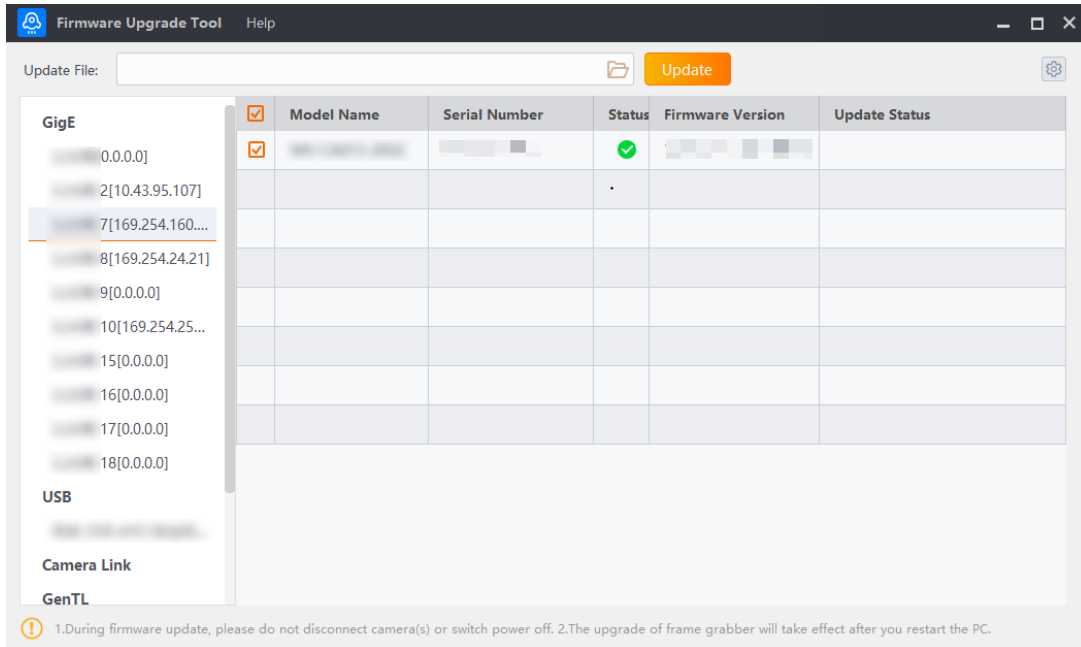 Firmware Upgrade Tool Help
Update File: Update
GigE
0.0.0.0]
2[10.43.95.107]
7[169.254.160....
8[169.254.24.21]
9[0.0.0.0]
10[169.254.25...
15[0.0.0.0]
16[0.0.0.0]
17[0.0.0.0]
18[0.0.0.0]
USB
Camera Link
GenTL
Model Name Serial Number Status Firmware Version Update Status
1.During firmware update, please do not disconnect camera(s) or switch power off. 2.The upgrade of frame grabber will take effect after you restart the PC.